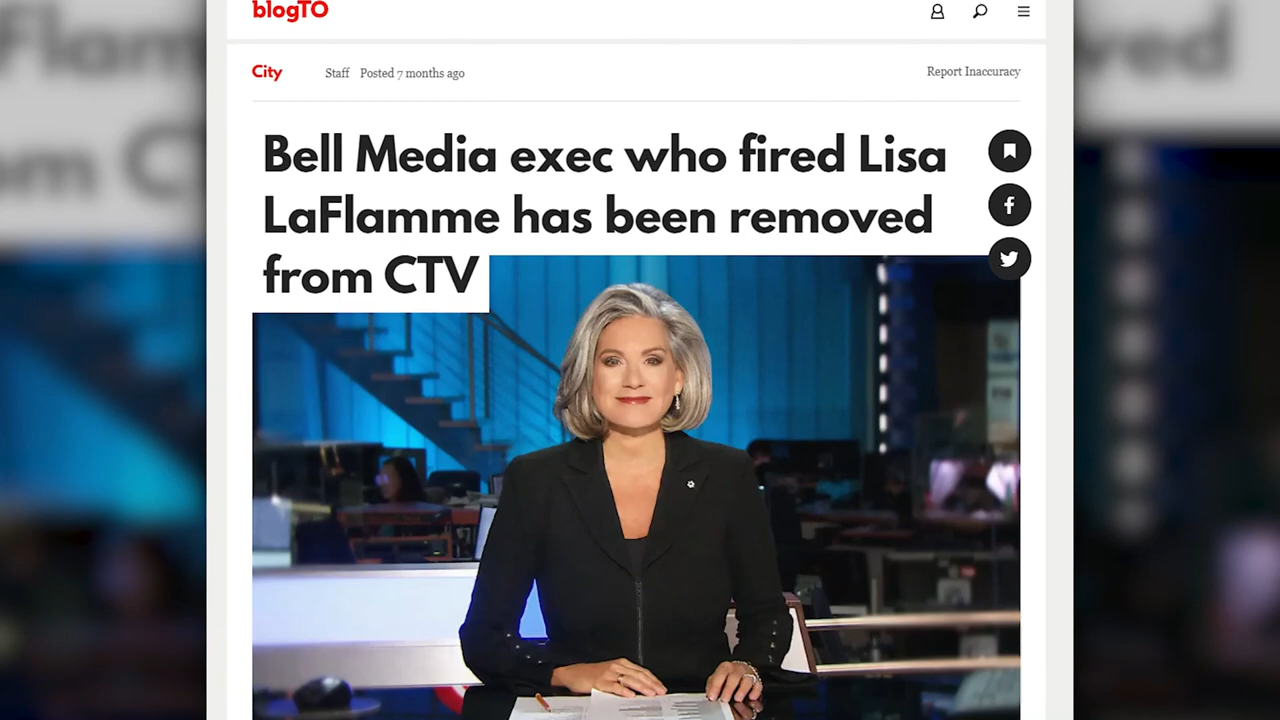 blogTO
City Staff Posted 7 months ago Report Inaccuracy
Bell Media exec who fired Lisa
LaFlamme has been removed
from CTV